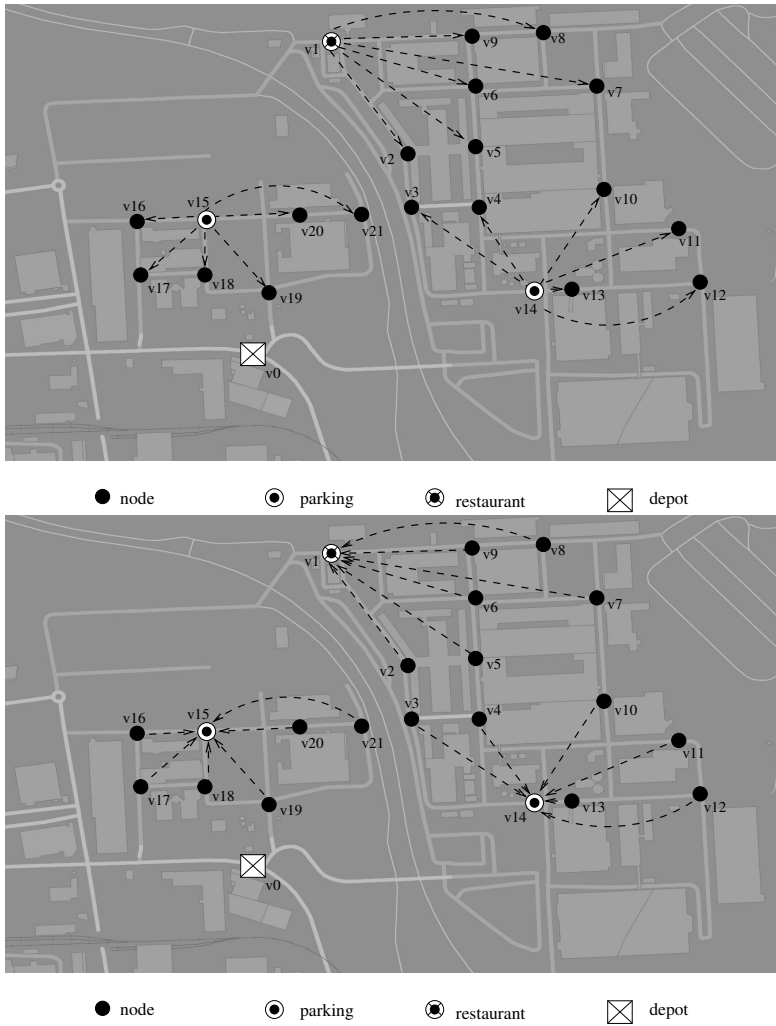 v1
v9
v8
v6
v7
v2
v5
v3
v4
v10
v16
v15
v20
v21
v11
v17
v18
v19
v14
v13
v12
v0
node parking restaurant depot
v1
v9
v8
v6
v7
v2
v5
v3
v4
v10
v16
v15
v20
v21
v11
v17
v18
v19
v14
v13
v12
v0
node parking restaurant depot